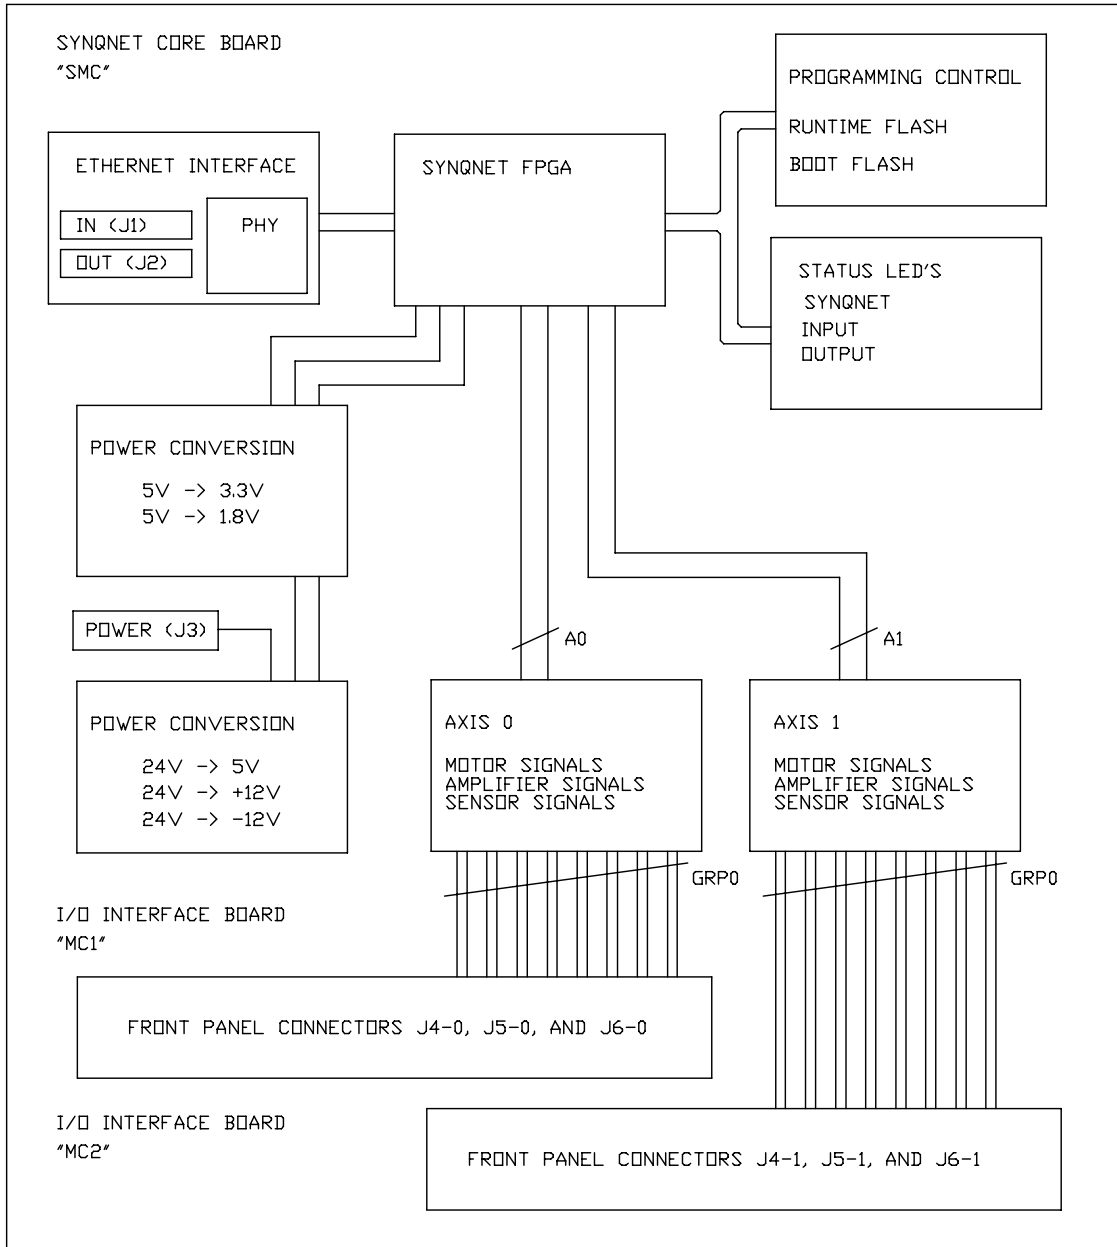 SYNQNET CORE BOARD
"SMC"
PROGRAMMING CONTROL
RUNTIME FLASH
BOOT FLASH
ETHERNET INTERFACE
IN (J1)
OUT (J2)
PHY
SYNQNET FPGA
STATUS LED'S
SYNQNET
INPUT
OUTPUT
POWER CONVERSION
5V -> 3.3V
5V -> 1.8V
POWER (J3)
A0
A1
POWER CONVERSION
24V -> 5V
24V -> +12V
24V -> -12V
AXIS 0
MOTOR SIGNALS
AMPLIFIER SIGNALS
SENSOR SIGNALS
AXIS 1
MOTOR SIGNALS
AMPLIFIER SIGNALS
SENSOR SIGNALS
GRP0
GRP0
I/O INTERFACE BOARD
"MC1"
FRONT PANEL CONNECTORS J4-0, J5-0, AND J6-0
I/O INTERFACE BOARD
"MC2"
FRONT PANEL CONNECTORS J4-1, J5-1, AND J6-1